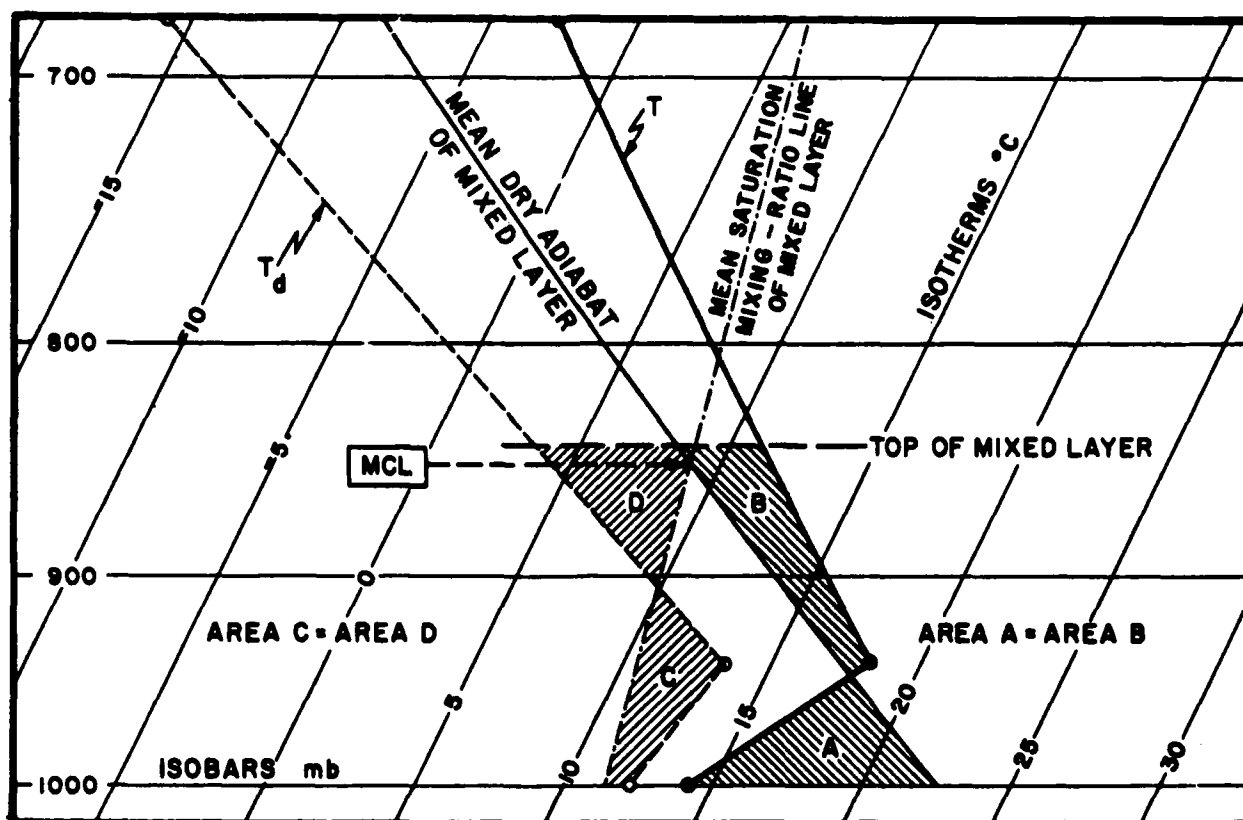 700
800
900
1000
-15
-10
-5
0
5
10
15
20
25
30
T
T
d
MEAN DRY ADIABAT
OF MIXED LAYER
MEAN SATURATION
MIXING - RATIO LINE
OF MIXED LAYER
ISOTHERMS °C
MCL
TOP OF MIXED LAYER
D
B
C
A
AREA C = AREA D
AREA A = AREA B
ISOBARS mb